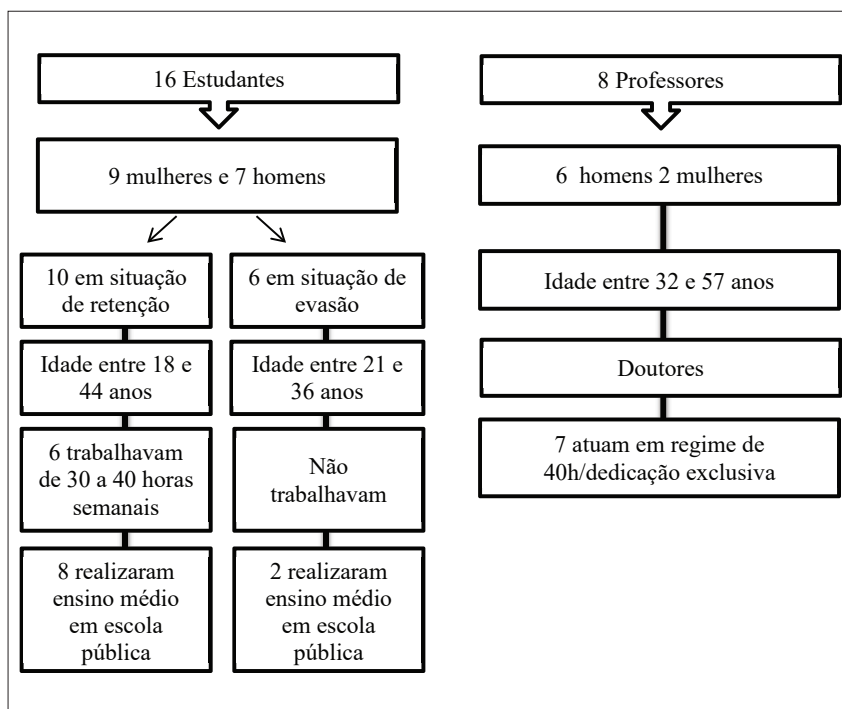 16 Estudantes
9 mulheres e 7 homens
10 em situação
de retenção
6 em situação de
evasão
Idade entre 18 e
44 anos
Idade entre 21 e
36 anos
6 trabalhavam
de 30 a 40 horas
semanais
Não
trabalhavam
8 realizaram
ensino médio
em escola
pública
2 realizaram
ensino médio
em escola
pública
8 Professores
6 homens 2 mulheres
Idade entre 32 e 57 anos
Doutores
7 atuam em regime de
40h/dedicação exclusiva